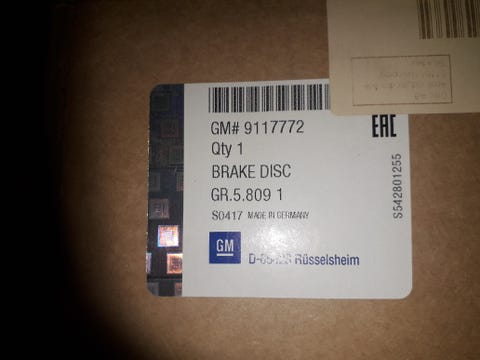 GM# 9117772
Qty 1
BRAKE DISC
GR.5.809 1
S0417 MADE IN GERMANY
GM
Rüsselsheim
EAC
S542801255